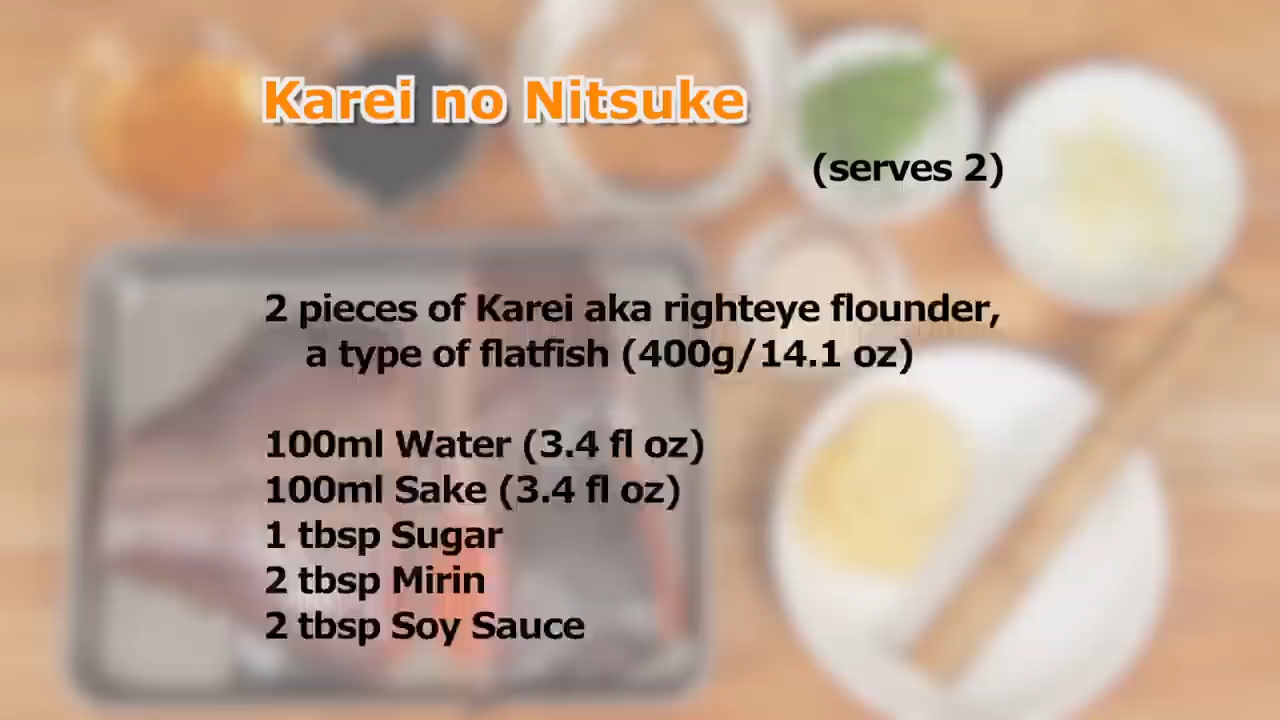 Karei no Nitsuke
(serves 2)
2 pieces of Karei aka righteye flounder,
a type of flatfish (400g/14.1 oz)
100ml Water (3.4 fl oz)
100ml Sake (3.4 fl oz)
1 tbsp Sugar
2 tbsp Mirin
2 tbsp Soy Sauce